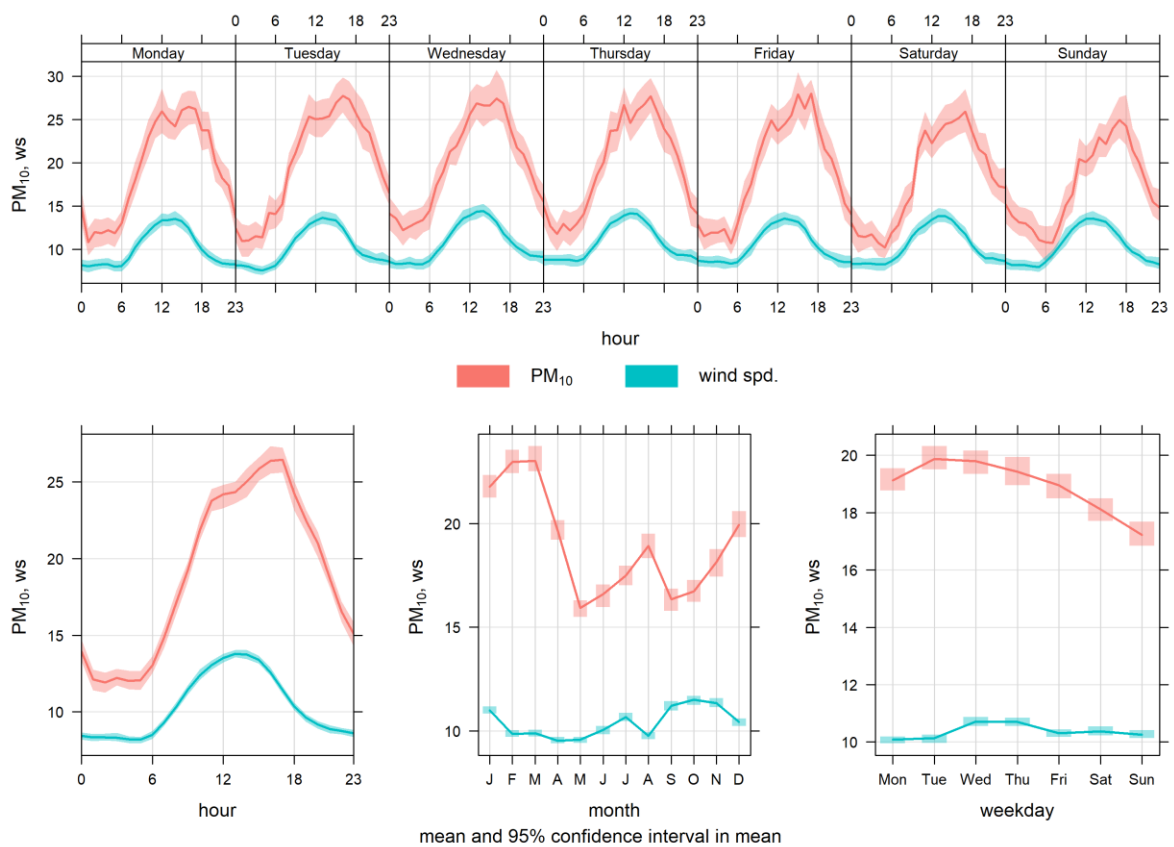 0 6 18 23 0 6 18 23 0 6 18 23
Monday Tuesday Wednesday Thursday Friday Saturday Sunday
30
25
20
15
10
PM₁₀, ws
0 6 12 18 23 0 6 12 18 23 0 6 12 18 23 0 6 12 18 23
hour
PM₁₀ wind spd.
25
20
15
10
PM₁₀, ws
0 6 12 18 23
hour
20
15
10
PM₁₀, ws
J F M A M J J A S O N D
month
20
18
16
14
12
10
PM₁₀, ws
Mon Tue Wed Thu Fri Sat Sun
weekday
mean and 95% confidence interval in mean